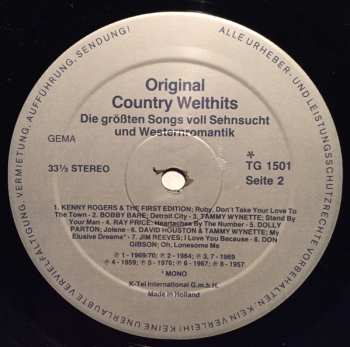 ALLE URHEBER- UND LEISTUNGSSCHUTZRECHTE VORBEHALTEN. KEIN VERLEIH! KEINE UNERLAUBTE VERVIELFÄLTIGUNG, VERMIETUNG, AUFFÜHRUNG, SENDUNG!
Original
Country Welthits
Die größten Songs voll Sehnsucht
und Westernromantik
GEMA
*
33⅓ STEREO
TG 1501
Seite 2
1. KENNY ROGERS & THE FIRST EDITION; Ruby, Don't Take Your Love To
The Town - 2. BOBBY BARE; Detroit City - 3. TAMMY WYNETTE; Stand By
Your Man - 4. RAY PRICE; Heartaches By The Number - 5. DOLLY
PARTON; Jolene - 6. DAVID HOUSTON & TAMMY WYNETTE; My
Elusive Dreams* - 7. JIM REEVES; I Love You Because - 8. DON
GIBSON; Oh, Lonesome Me
℗ 1 - 1969/70; ℗ 2 - 1964; ℗ 3, 7 - 1969
℗ 4 - 1959; ℗ 5 - 1975; ℗ 6 - 1967; ℗ 8 - 1957
* MONO
K-Tel International G.m.b.H.
Made in Holland